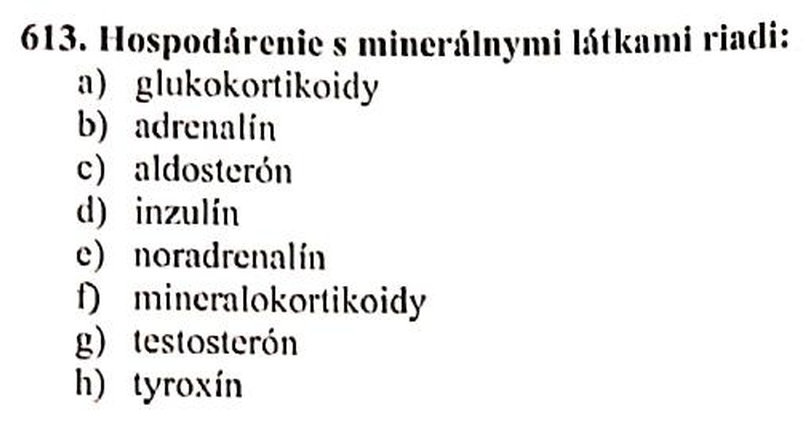 613. Hospodárenie s minerálnymi látkami riadi:
a) glukokortikoidy
b) adrenalín
c) aldosterón
d) inzulín
e) noradrenalín
f) mineralokortikoidy
g) testosterón
h) tyroxín